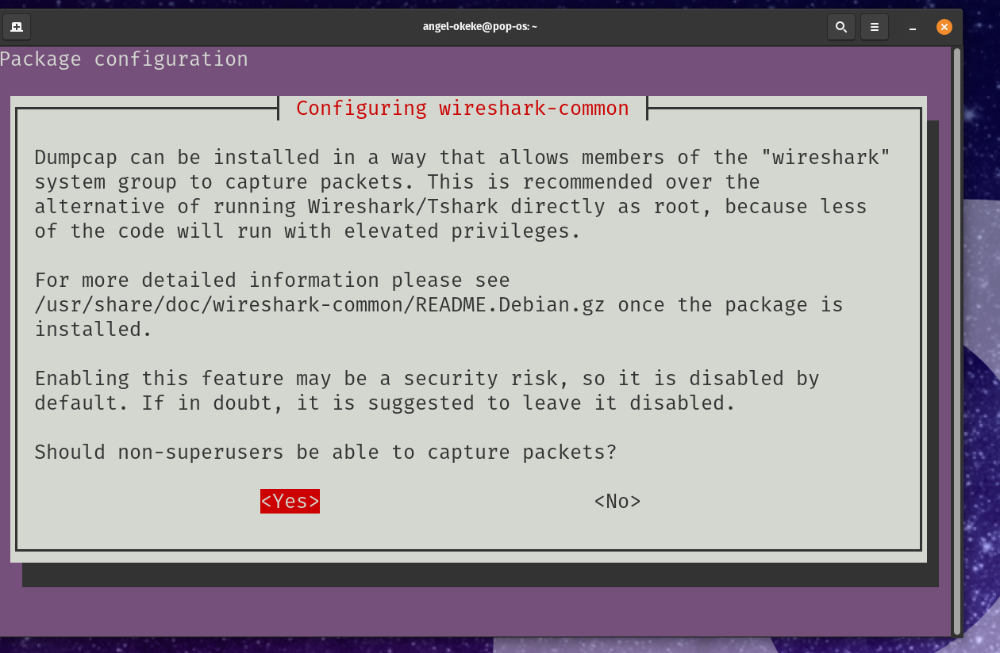 angel-okeke@pop-os: ~
Package configuration
Configuring wireshark-common
Dumpcap can be installed in a way that allows members of the "wireshark"
system group to capture packets. This is recommended over the
alternative of running Wireshark/Tshark directly as root, because less
of the code will run with elevated privileges.
For more detailed information please see
/usr/share/doc/wireshark-common/README.Debian.gz once the package is
installed.
Enabling this feature may be a security risk, so it is disabled by
default. If in doubt, it is suggested to leave it disabled.
Should non-superusers be able to capture packets?
<Yes> <No>